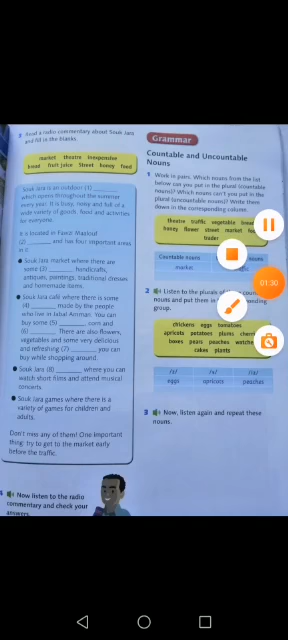 3 Read a radio commentary about Souk Jara
and fill in the blanks.
market theatre inexpensive
bread fruit juice Street honey food
Souk Jara is an outdoor (1) ______
which opens throughout the summer
every year. It is busy, noisy and full of a
wide variety of goods, food and activities
for everyone.
It is located in Fawzi Maalouf
(2) ______ and has four important areas
in it.
Souk Jara market where there are
some (3) ______ handicrafts,
antiques, paintings, traditional dresses
and homemade items.
Souk Jara café where there is some
(4) ______ made by the people
who live in Jabal Amman. You can
buy some (5) ______, corn and
(6) ______. There are also flowers,
vegetables and some very delicious
and refreshing (7) ______ you can
buy while shopping around.
Souk Jara (8) ______ where you can
watch short films and attend musical
concerts.
Souk Jara games where there is a
variety of games for children and
adults.
Don't miss any of them! One important
thing: try to get to the market early
before the traffic.
Now listen to the radio
commentary and check your
answers.
Grammar
Countable and Uncountable
Nouns
1 Work in pairs. Which nouns from the list
below can you put in the plural (countable
nouns)? Which nouns can't you put in the
plural (uncountable nouns)? Write them
down in the corresponding column.
theatre traffic vegetable
honey flower street market
trader
Countable nouns nouns
market
2 Listen to the plurals of
nouns and put them in
group.
chickens eggs tomatoes
apricots potatoes plums
boxes pears peaches
cakes plants
/z/ /s/ /ɪz/
eggs apricots peaches
3 Now, listen again and repeat these
nouns.
01:30